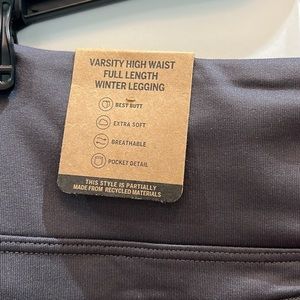 VARSITY HIGH WAIST
FULL LENGTH
WINTER LEGGING
BEST BUTT
EXTRA SOFT
BREATHABLE
POCKET DETAIL
THIS STYLE IS PARTIALLY
MADE FROM RECYCLED MATERIALS